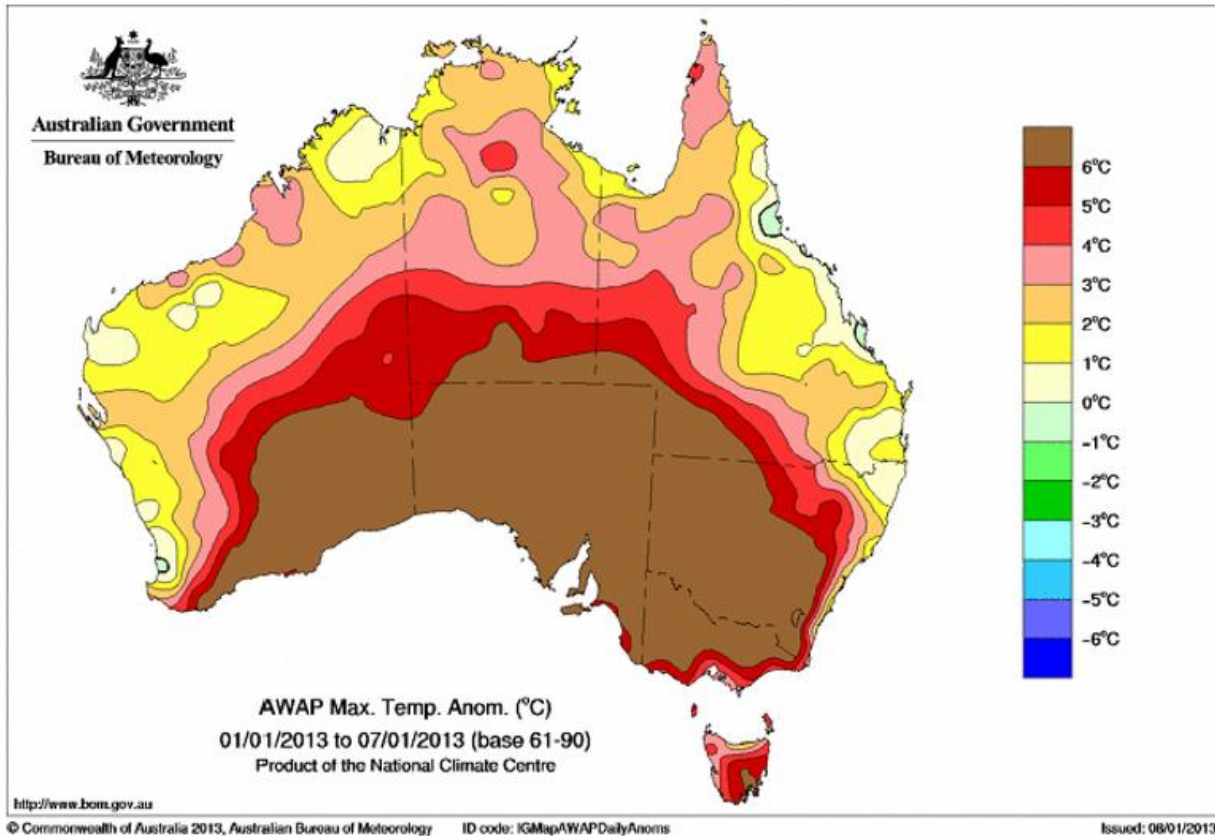 Australian Government
Bureau of Meteorology
6°C
5°C
4°C
3°C
2°C
1°C
0°C
-1°C
-2°C
-3°C
-4°C
-5°C
-6°C
AWAP Max. Temp. Anom. (°C)
01/01/2013 to 07/01/2013 (base 61-90)
Product of the National Climate Centre
http://www.bom.gov.au
© Commonwealth of Australia 2013, Australian Bureau of Meteorology ID code: IGMapAWAPDailyAnoms Issued: 08/01/2013